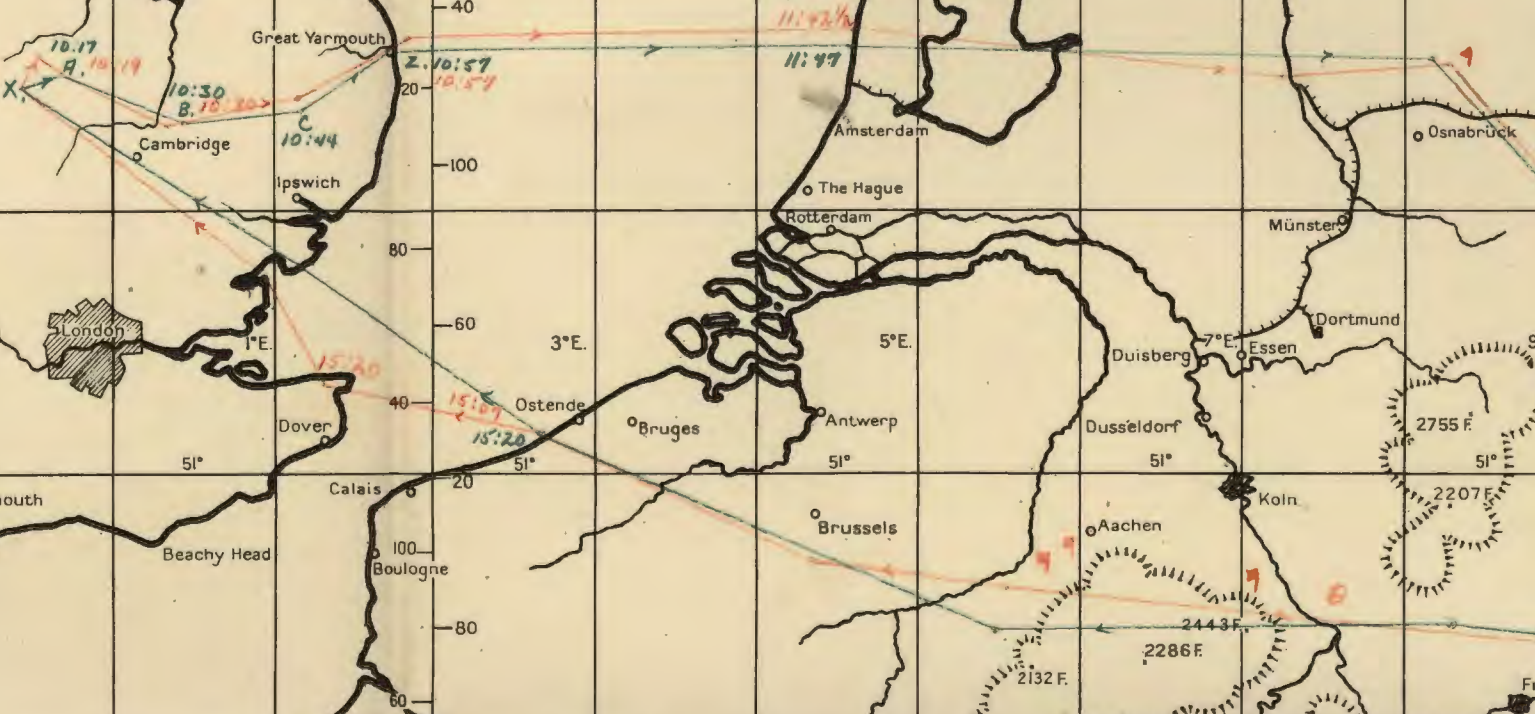 40
11:42½
Great Yarmouth
10.17
A. 10:19
Z. 10:57
10:54
11:47
X.
10:30
B. 10:30
20
C
10:44
Cambridge
Amsterdam
Osnabrück
100
Ipswich
The Hague
Rotterdam
Münster
80
London
60
Dortmund
1°E.
3°E.
5°E.
7°E.
Essen
Duisberg
15:20
15:09
40
Ostende
Dover
15:20
Bruges
Antwerp
Dusseldorf
2755 F.
51°
51°
51°
51°
51°
Calais
20
Koln
2207 F.
outh
Brussels
Aachen
Beachy Head
100
Boulogne
80
2443 F.
2286 F.
2132 F.
60
Fr